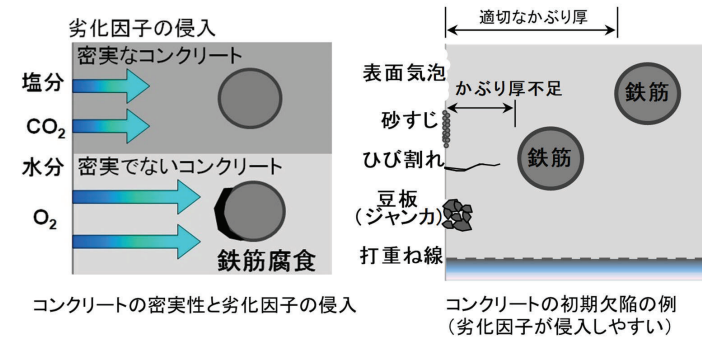 劣化因子の侵入
密実なコンクリート
塩分
CO2
水分
密実でないコンクリート
O2
鉄筋腐食
コンクリートの密実性と劣化因子の侵入
適切なかぶり厚
表面気泡
かぶり厚不足
鉄筋
砂すじ
ひび割れ
鉄筋
豆板
(ジャンカ)
打重ね線
コンクリートの初期欠陥の例
(劣化因子が侵入しやすい)